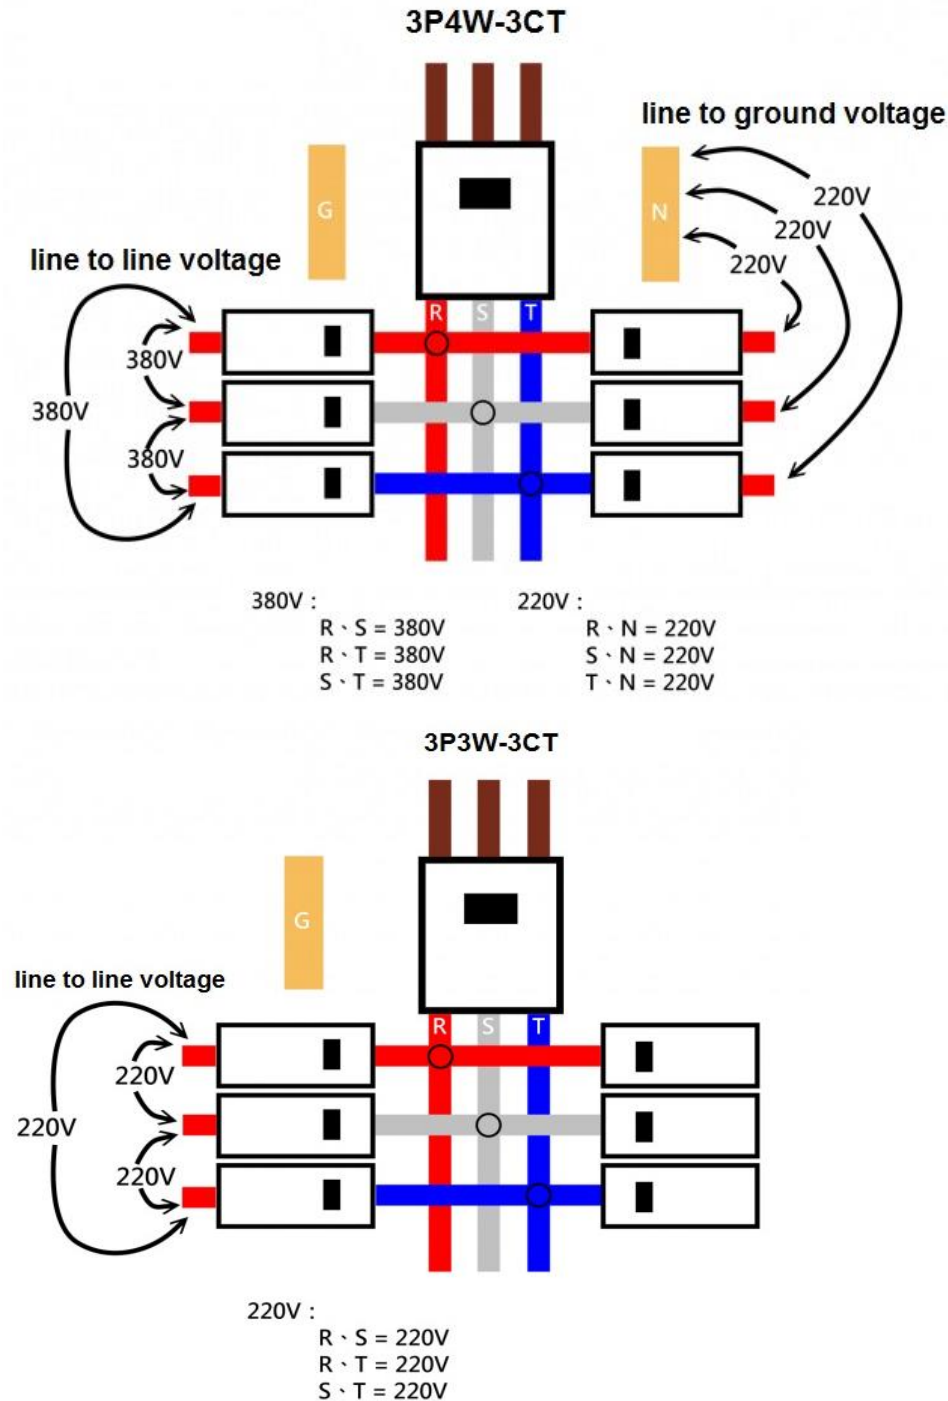 3P4W-3CT
line to ground voltage
G
N
220V
220V
220V
line to line voltage
R S T
380V
380V
380V
380V : 220V :
R、S = 380V R、N = 220V
R、T = 380V S、N = 220V
S、T = 380V T、N = 220V
3P3W-3CT
G
line to line voltage
R S T
220V
220V
220V
220V :
R、S = 220V
R、T = 220V
S、T = 220V